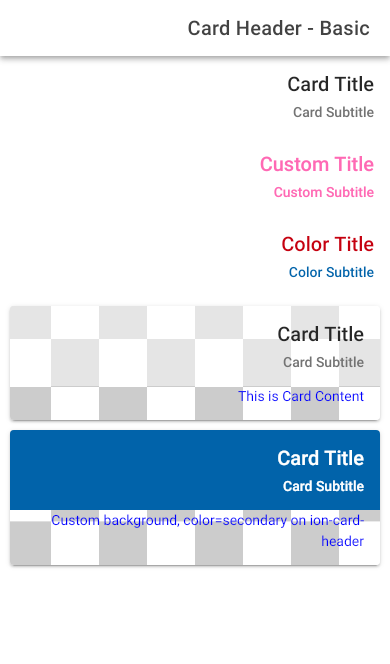 Card Header - Basic
Card Title
Card Subtitle
Custom Title
Custom Subtitle
Color Title
Color Subtitle
Card Title
Card Subtitle
This is Card Content
Card Title
Card Subtitle
Custom background, color=secondary on ion-card-
header